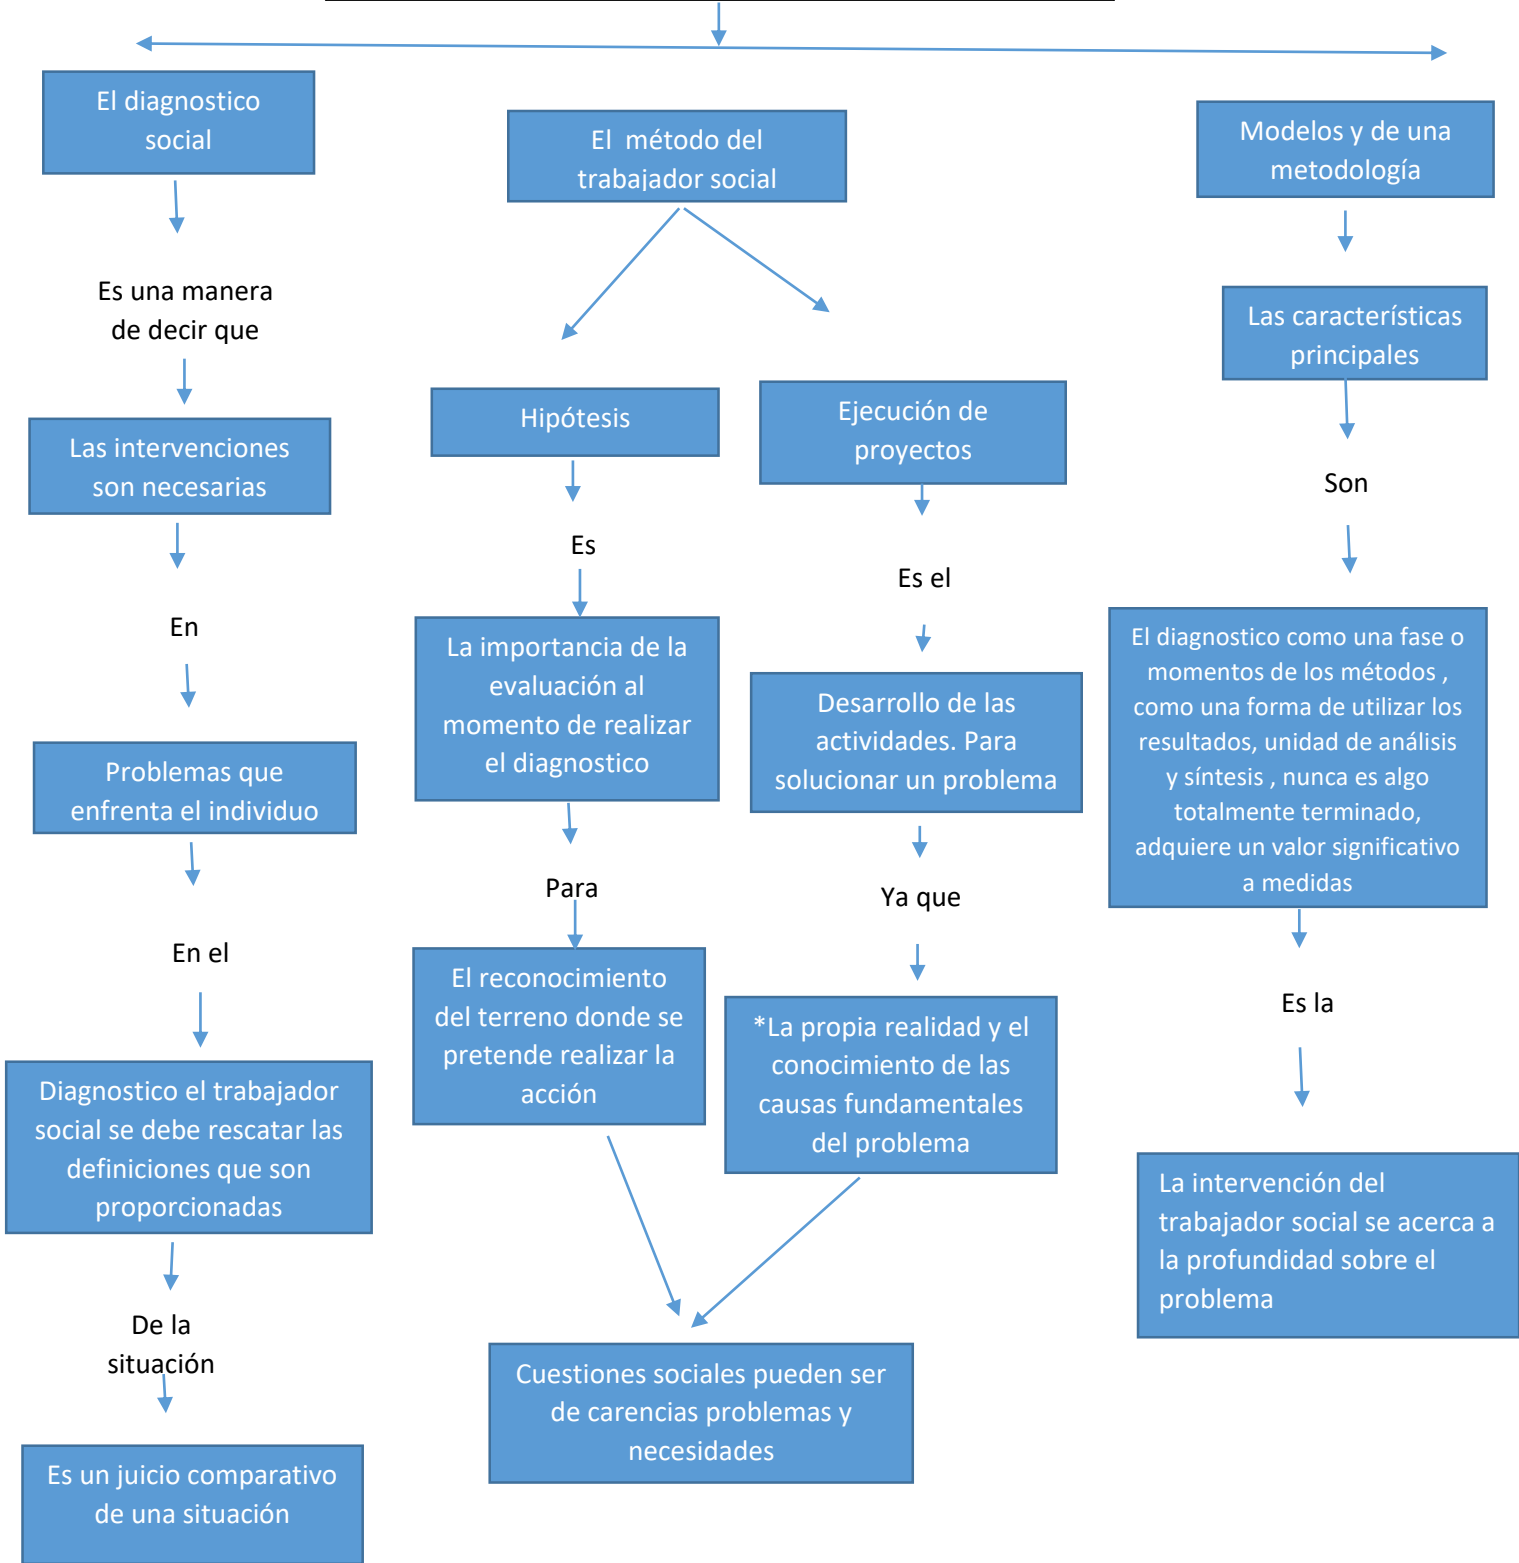 El diagnostico
social
Es una manera
de decir que
Las intervenciones
son necesarias
En
Problemas que
enfrenta el individuo
En el
Diagnostico el trabajador
social se debe rescatar las
definiciones que son
proporcionadas
De la
situación
Es un juicio comparativo
de una situación
El método del
trabajador social
Hipótesis
Es
La importancia de la
evaluación al
momento de realizar
el diagnostico
Para
El reconocimiento
del terreno donde se
pretende realizar la
acción
Ejecución de
proyectos
Es el
Desarrollo de las
actividades. Para
solucionar un problema
Ya que
*La propia realidad y el
conocimiento de las
causas fundamentales
del problema
Cuestiones sociales pueden ser
de carencias problemas y
necesidades
Modelos y de una
metodología
Las características
principales
Son
El diagnostico como una fase o
momentos de los métodos ,
como una forma de utilizar los
resultados, unidad de análisis
y síntesis , nunca es algo
totalmente terminado,
adquiere un valor significativo
a medidas
Es la
La intervención del
trabajador social se acerca a
la profundidad sobre el
problema